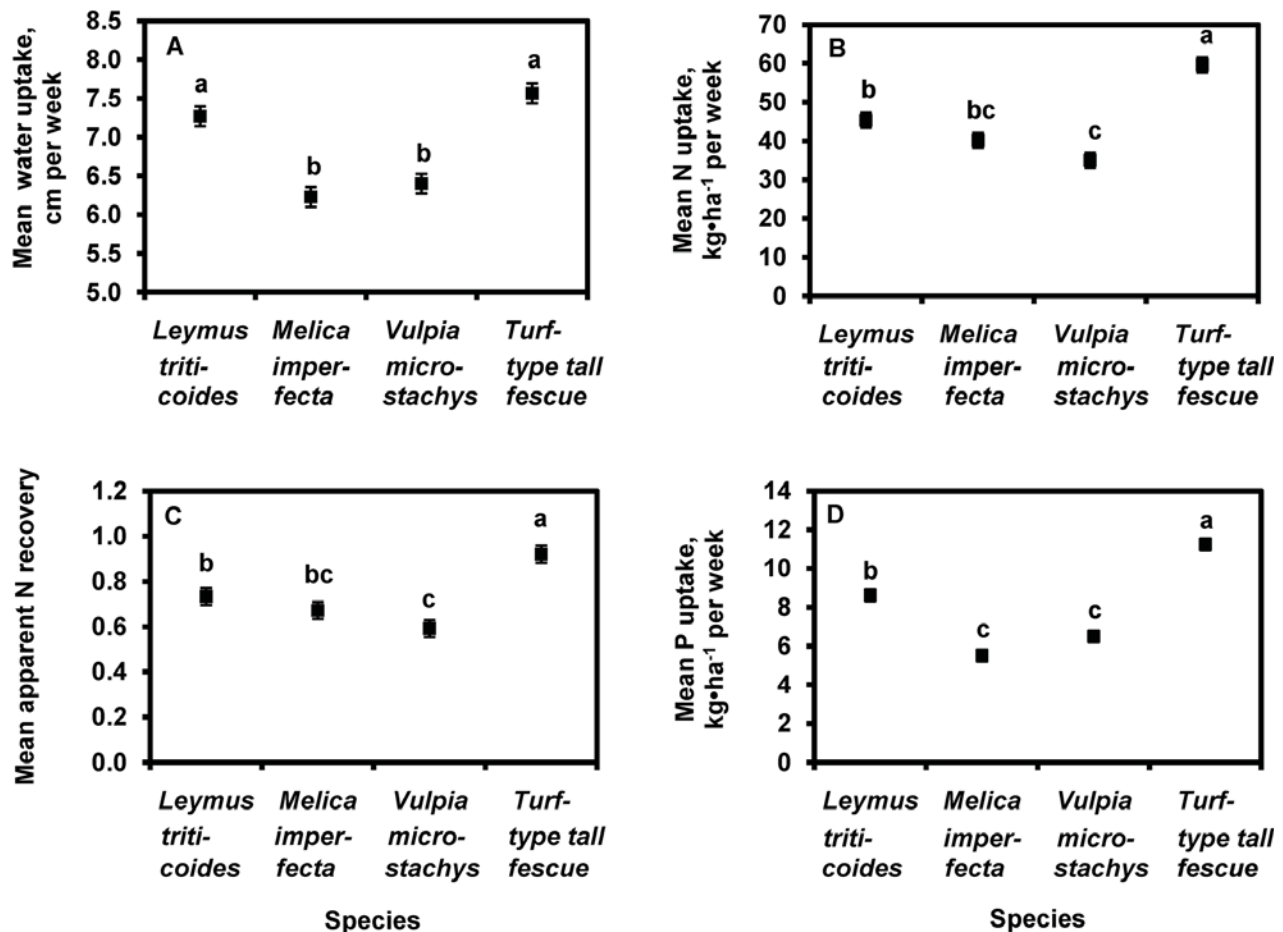 A
Mean water uptake,
cm per week
8.5
8.0
7.5
7.0
6.5
6.0
5.5
5.0
a
b
b
a
Leymus Melica Vulpia Turf-
triti- imper- micro- type tall
coides fecta stachys fescue
B
Mean N uptake,
kg•ha⁻¹ per week
70
60
50
40
30
20
10
0
b
bc
c
a
Leymus Melica Vulpia Turf-
triti- imper- micro- type tall
coides fecta stachys fescue
C
Mean apparent N recovery
1.2
1.0
0.8
0.6
0.4
0.2
0.0
b
bc
c
a
Leymus Melica Vulpia Turf-
triti- imper- micro- type tall
coides fecta stachys fescue
Species
D
Mean P uptake,
kg•ha⁻¹ per week
14
12
10
8
6
4
2
0
b
c
c
a
Leymus Melica Vulpia Turf-
triti- imper- micro- type tall
coides fecta stachys fescue
Species